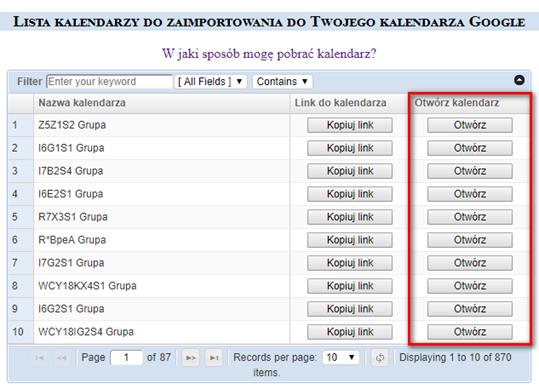 Lista kalendarzy do zaimportowania do Twojego kalendarza Google
W jaki sposób mogę pobrać kalendarz?
Filter Enter your keyword [ All Fields ] Contains
Nazwa kalendarza Link do kalendarza Otwórz kalendarz
1 Z5Z1S2 Grupa Kopiuj link Otwórz
2 I6G1S1 Grupa Kopiuj link Otwórz
3 I7B2S4 Grupa Kopiuj link Otwórz
4 I6E2S1 Grupa Kopiuj link Otwórz
5 R7X3S1 Grupa Kopiuj link Otwórz
6 R*BpeA Grupa Kopiuj link Otwórz
7 I7G2S1 Grupa Kopiuj link Otwórz
8 WCY18KX4S1 Grupa Kopiuj link Otwórz
9 I6G2S1 Grupa Kopiuj link Otwórz
10 WCY18IG2S4 Grupa Kopiuj link Otwórz
Page 1 of 87 Records per page: 10 Displaying 1 to 10 of 870
items.